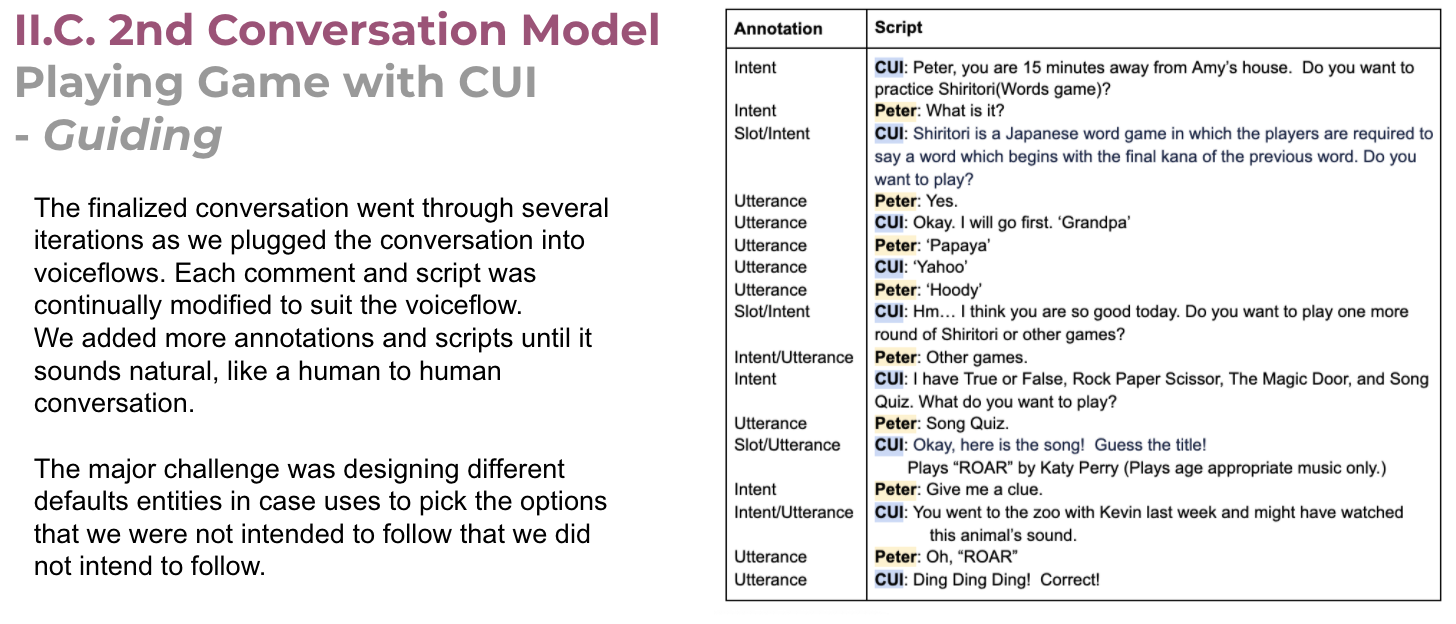 II.C. 2nd Conversation Model
Playing Game with CUI
- Guiding
The finalized conversation went through several
iterations as we plugged the conversation into
voiceflows. Each comment and script was
continually modified to suit the voiceflow.
We added more annotations and scripts until it
sounds natural, like a human to human
conversation.
The major challenge was designing different
defaults entities in case uses to pick the options
that we were not intended to follow that we did
not intend to follow.
Annotation Script
Intent CUI: Peter, you are 15 minutes away from Amy's house.  Do you want to
practice Shiritori(Words game)?
Intent Peter: What is it?
Slot/Intent CUI: Shiritori is a Japanese word game in which the players are required to
say a word which begins with the final kana of the previous word. Do you
want to play?
Utterance Peter: Yes.
Utterance CUI: Okay. I will go first. ‘Grandpa’
Utterance Peter: ‘Papaya’
Utterance CUI: ‘Yahoo’
Utterance Peter: ‘Hoody’
Slot/Intent CUI: Hm… I think you are so good today. Do you want to play one more
round of Shiritori or other games?
Intent/Utterance Peter: Other games.
Intent CUI: I have True or False, Rock Paper Scissor, The Magic Door, and Song
Quiz. What do you want to play?
Utterance Peter: Song Quiz.
Slot/Utterance CUI: Okay, here is the song!  Guess the title!
Plays “ROAR” by Katy Perry (Plays age appropriate music only.)
Intent Peter: Give me a clue.
Intent/Utterance CUI: You went to the zoo with Kevin last week and might have watched
this animal's sound.
Utterance Peter: Oh, “ROAR”
Utterance CUI: Ding Ding Ding!  Correct!